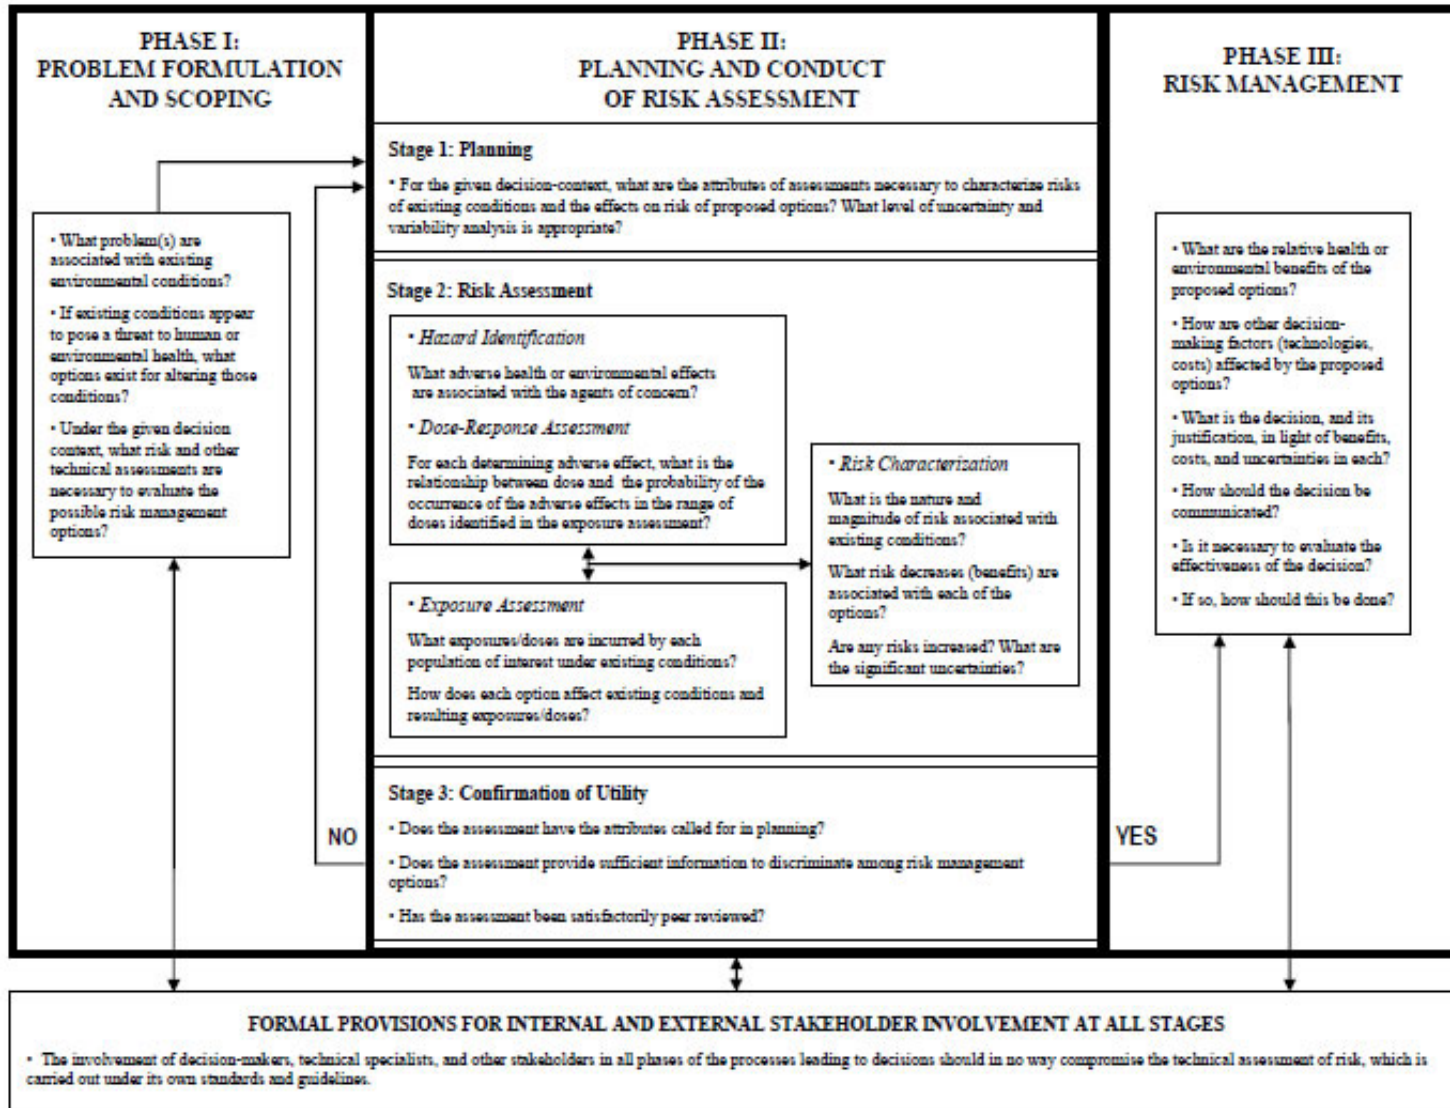 PHASE I:
PROBLEM FORMULATION
AND SCOPING
• What problem(s) are
associated with existing
environmental conditions?
• If existing conditions appear
to pose a threat to human or
environmental health, what
options exist for altering those
conditions?
• Under the given decision
context, what risk and other
technical assessments are
necessary to evaluate the
possible risk management
options?
PHASE II:
PLANNING AND CONDUCT
OF RISK ASSESSMENT
Stage 1: Planning
• For the given decision-context, what are the attributes of assessments necessary to characterize risks
of existing conditions and the effects on risk of proposed options? What level of uncertainty and
variability analysis is appropriate?
Stage 2: Risk Assessment
• Hazard Identification
What adverse health or environmental effects
are associated with the agents of concern?
• Dose-Response Assessment
For each determining adverse effect, what is the
relationship between dose and the probability of the
occurrence of the adverse effects in the range of
doses identified in the exposure assessment?
• Exposure Assessment
What exposures/doses are incurred by each
population of interest under existing conditions?
How does each option affect existing conditions and
resulting exposures/doses?
• Risk Characterization
What is the nature and
magnitude of risk associated with
existing conditions?
What risk decreases (benefits) are
associated with each of the
options?
Are any risks increased? What are
the significant uncertainties?
Stage 3: Confirmation of Utility
• Does the assessment have the attributes called for in planning?
• Does the assessment provide sufficient information to discriminate among risk management
options?
• Has the assessment been satisfactorily peer reviewed?
NO
YES
PHASE III:
RISK MANAGEMENT
• What are the relative health or
environmental benefits of the
proposed options?
• How are other decision-
making factors (technologies,
costs) affected by the proposed
options?
• What is the decision, and its
justification, in light of benefits,
costs, and uncertainties in each?
• How should the decision be
communicated?
• Is it necessary to evaluate the
effectiveness of the decision?
• If so, how should this be done?
FORMAL PROVISIONS FOR INTERNAL AND EXTERNAL STAKEHOLDER INVOLVEMENT AT ALL STAGES
• The involvement of decision-makers, technical specialists, and other stakeholders in all phases of the processes leading to decisions should in no way compromise the technical assessment of risk, which is
carried out under its own standards and guidelines.